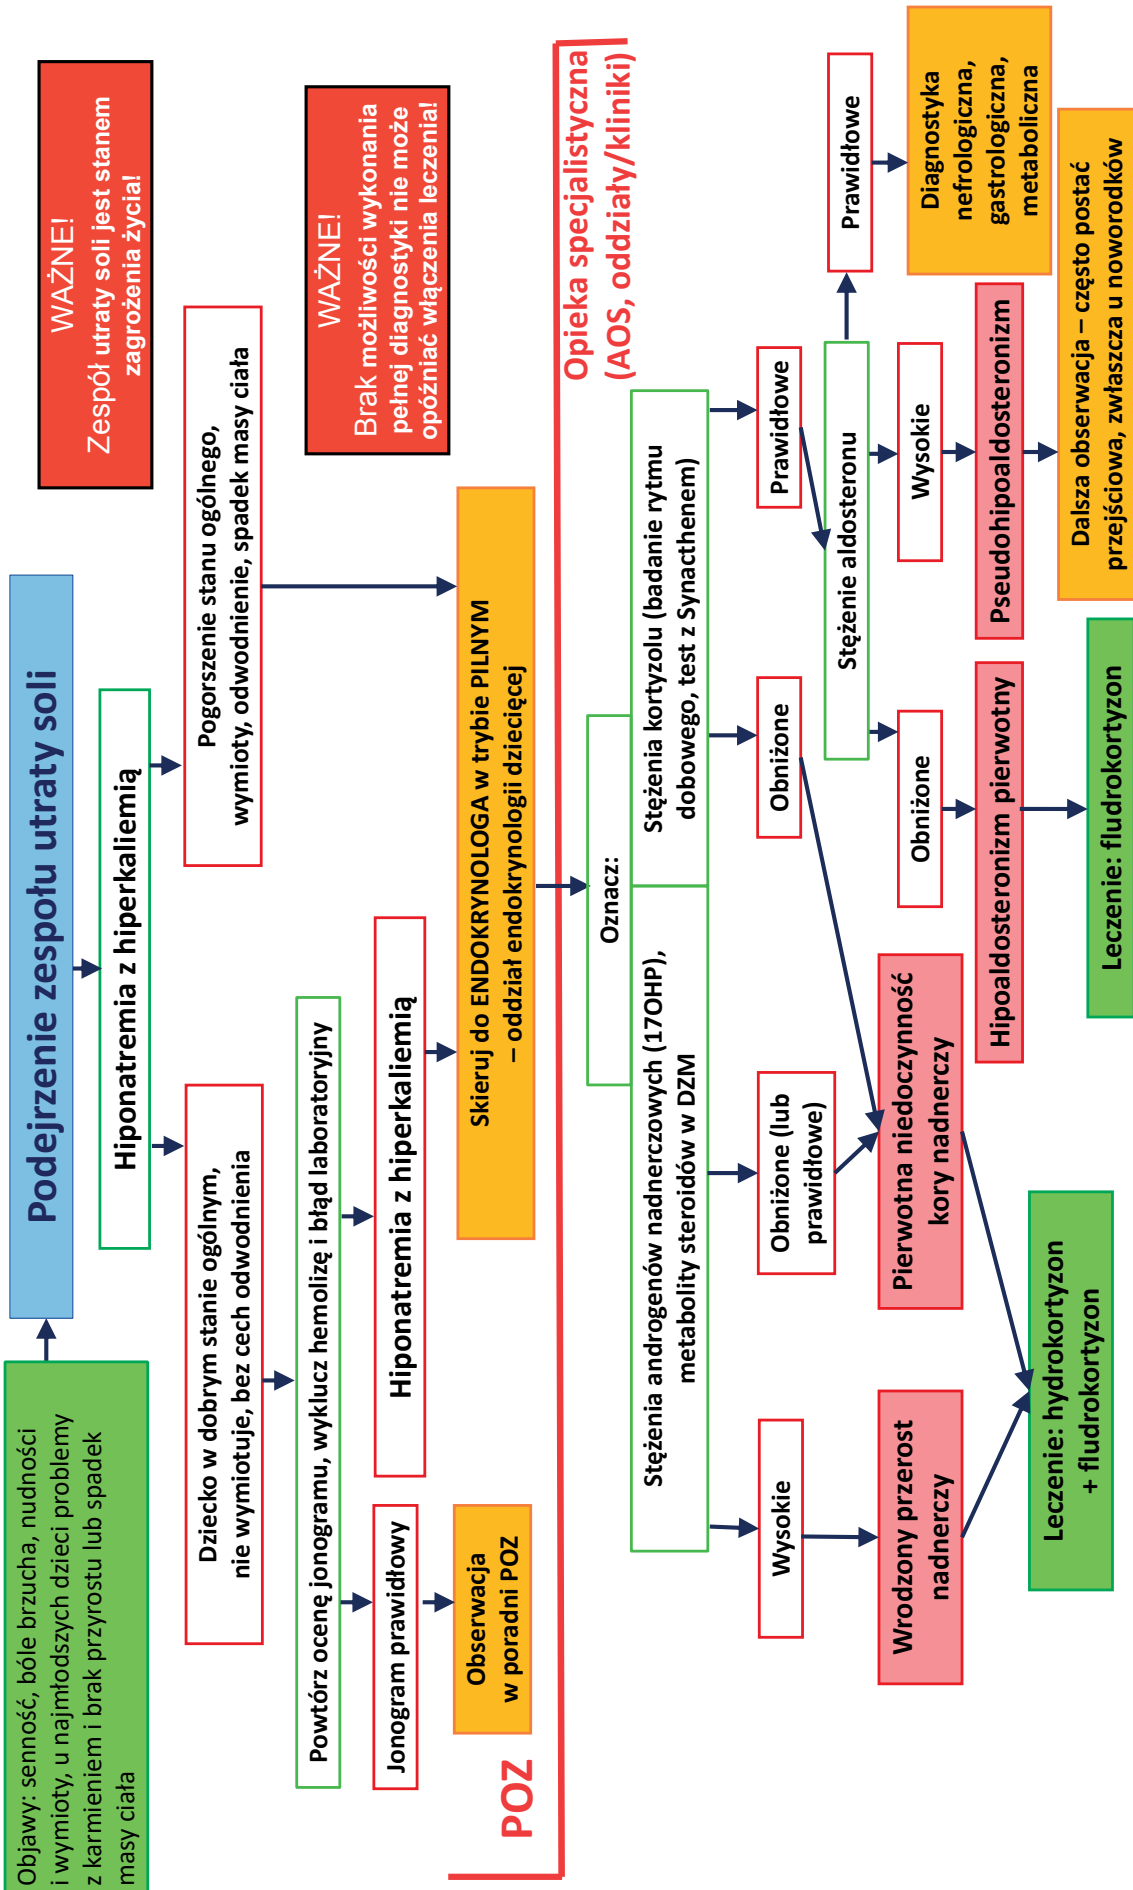 Objawy: senność, bóle brzucha, nudności
i wymioty, u najmłodszych dzieci problemy
z karmieniem i brak przyrostu lub spadek
masy ciała
Podejrzenie zespołu utraty soli
WAŻNE!
Zespół utraty soli jest stanem
zagrożenia życia!
Hiponatremia z hiperkaliemią
Dziecko w dobrym stanie ogólnym,
nie wymiotuje, bez cech odwodnienia
Pogorszenie stanu ogólnego,
wymioty, odwodnienie, spadek masy ciała
Powtórz ocenę jonogramu, wyklucz hemolizę i błąd laboratoryjny
WAŻNE!
Brak możliwości wykonania
pełnej diagnostyki nie może
opóźniać włączenia leczenia!
Jonogram prawidłowy
Hiponatremia z hiperkaliemią
Obserwacja
w poradni POZ
Skieruj do ENDOKRYNOLOGA w trybie PILNYM
– oddział endokrynologii dziecięcej
POZ
Opieka specjalistyczna
(AOS, oddziały/kliniki)
Oznacz:
Stężenia androgenów nadnerczowych (17OHP),
metabolity steroidów w DZM
Stężenia kortyzolu (badanie rytmu
dobowego, test z Synacthenem)
Wysokie
Obniżone (lub
prawidłowe)
Obniżone
Prawidłowe
Stężenie aldosteronu
Prawidłowe
Wrodzony przerost
nadnerczy
Pierwotna niedoczynność
kory nadnerczy
Obniżone
Wysokie
Diagnostyka
nefrologiczna,
gastrologiczna,
metaboliczna
Hipoaldosteronizm pierwotny
Pseudohipoaldosteronizm
Leczenie: hydrokortyzon
+ fludrokortyzon
Leczenie: fludrokortyzon
Dalsza obserwacja – często postać
przejściowa, zwłaszcza u noworodków